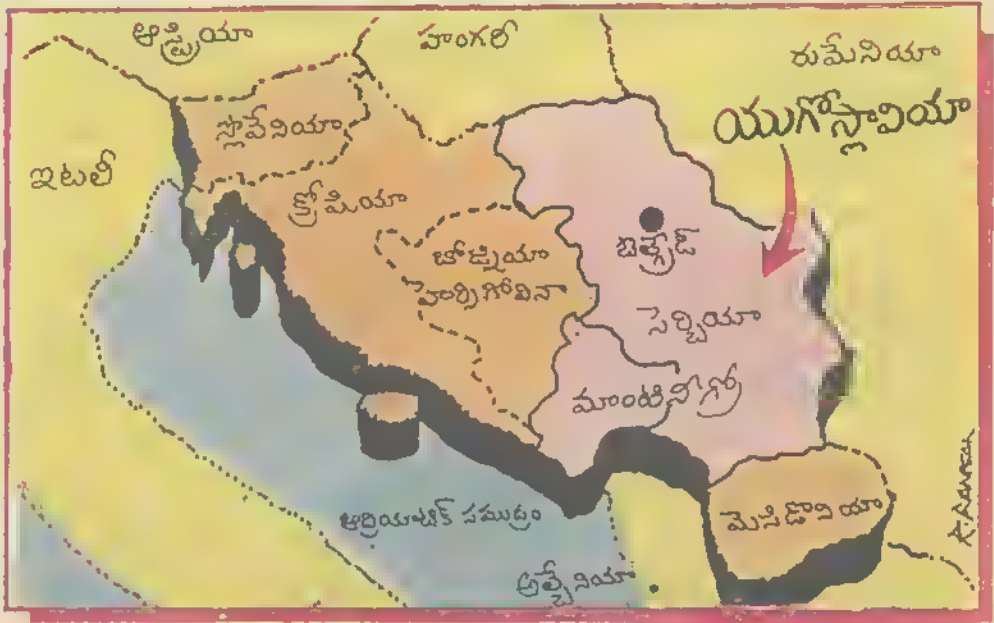 ఆస్ట్రియా
హంగరీ
రుమేనియా
యుగోస్లావియా
స్లొవేనియా
ఇటలీ
క్రోషియా
బోస్నియా
హెర్సిగోవినా
బెల్గ్రేడ్
సెర్బియా
మాంటినీగ్రో
మెసిడొనియా
ఆడ్రియాటిక్ సముద్రం
అల్బేనియా